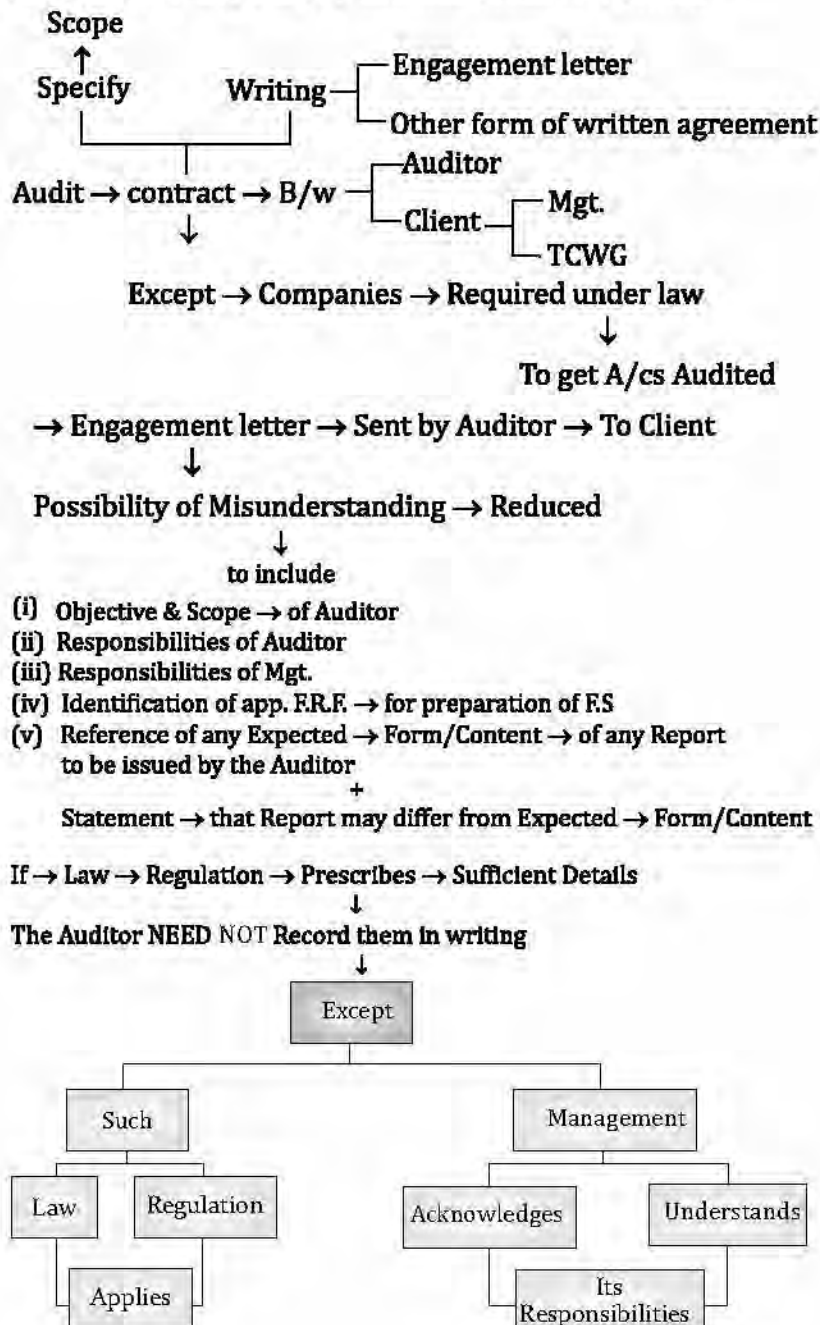 Scope
↑
Specify Writing Engagement letter
Other form of written agreement
Auditor
Audit → contract → B/w
Client Mgt.
TCWG
↓
Except → Companies → Required under law
↓
To get A/cs Audited
→ Engagement letter → Sent by Auditor → To Client
↓
Possibility of Misunderstanding → Reduced
↓
to include
(i) Objective & Scope → of Auditor
(ii) Responsibilities of Auditor
(iii) Responsibilities of Mgt.
(iv) Identification of app. F.R.F. → for preparation of F.S
(v) Reference of any Expected → Form/Content → of any Report
to be issued by the Auditor
+
Statement → that Report may differ from Expected → Form/Content
If → Law → Regulation → Prescribes → Sufficient Details
↓
The Auditor NEED NOT Record them in writing
↓
Except
Such Management
Law Regulation Acknowledges Understands
Applies Its
Responsibilities